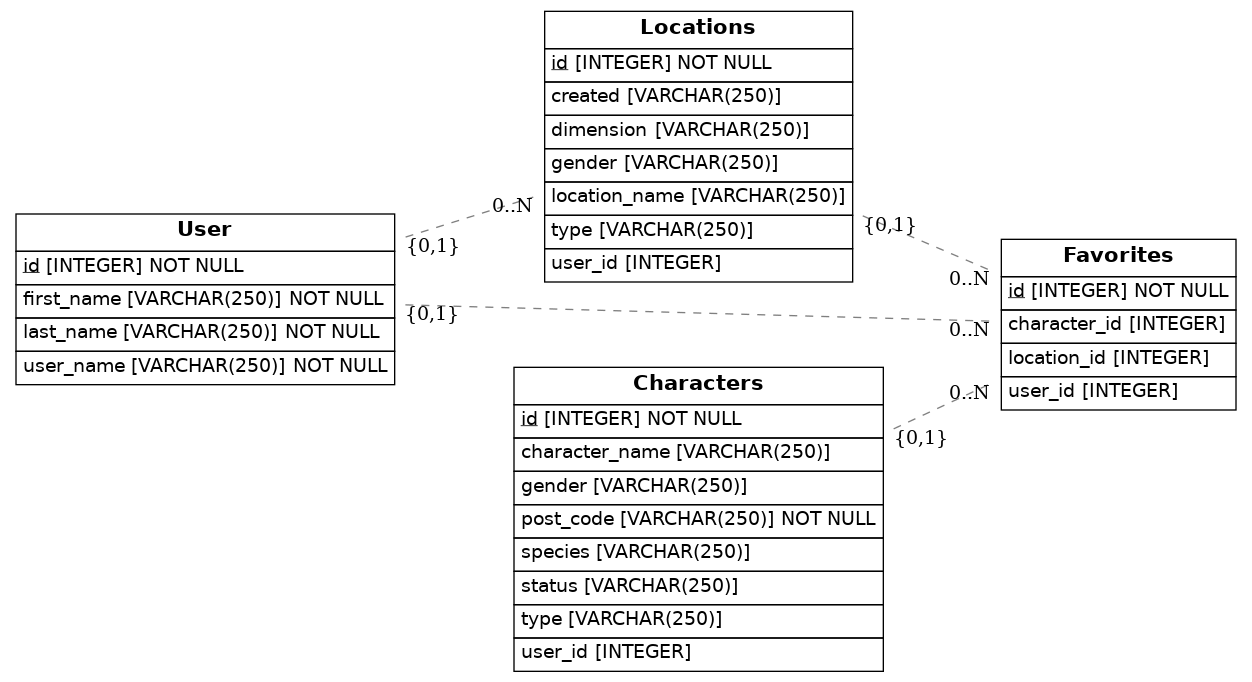 Locations
id [INTEGER] NOT NULL
created [VARCHAR(250)]
dimension [VARCHAR(250)]
gender [VARCHAR(250)]
location_name [VARCHAR(250)]
type [VARCHAR(250)]
user_id [INTEGER]
User
id [INTEGER] NOT NULL
first_name [VARCHAR(250)] NOT NULL
last_name [VARCHAR(250)] NOT NULL
user_name [VARCHAR(250)] NOT NULL
0..N
{0,1}
{0,1}
0..N
{0,1}
0..N
0..N
{0,1}
Favorites
id [INTEGER] NOT NULL
character_id [INTEGER]
location_id [INTEGER]
user_id [INTEGER]
Characters
id [INTEGER] NOT NULL
character_name [VARCHAR(250)]
gender [VARCHAR(250)]
post_code [VARCHAR(250)] NOT NULL
species [VARCHAR(250)]
status [VARCHAR(250)]
type [VARCHAR(250)]
user_id [INTEGER]